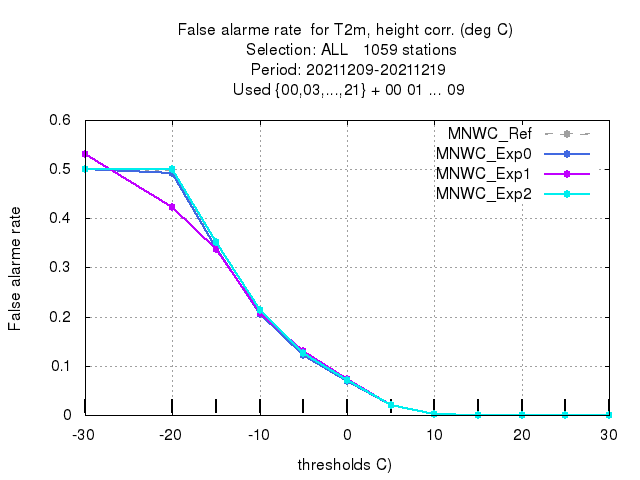 False alarme rate  for T2m, height corr. (deg C)
Selection: ALL   1059 stations
Period: 20211209-20211219
Used {00,03,...,21} + 00 01 ... 09
MNWC_Ref
MNWC_Exp0
MNWC_Exp1
MNWC_Exp2
False alarme rate
0.6
0.5
0.4
0.3
0.2
0.1
0
-30 -20 -10 0 10 20 30
thresholds C)